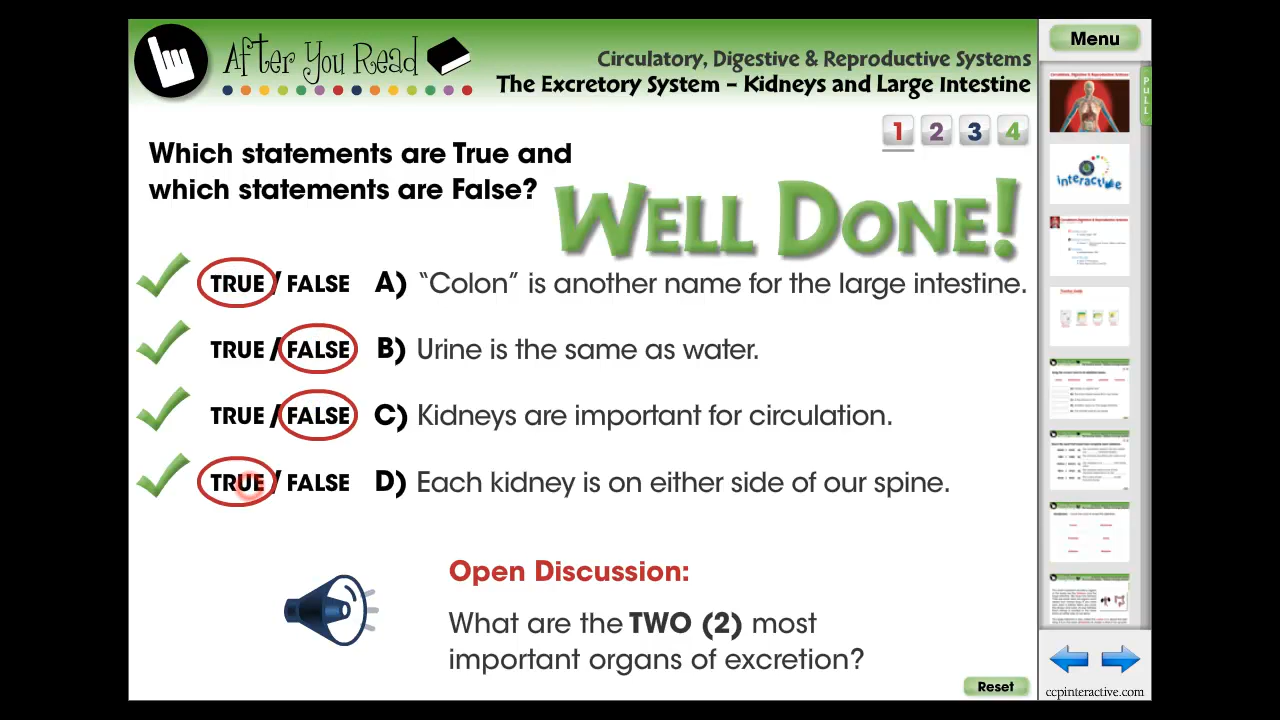 After You Read
Circulatory, Digestive & Reproductive Systems
The Excretory System – Kidneys and Large Intestine
Menu
PULL
1 2 3 4
Which statements are True and
which statements are False?
WELL DONE!
TRUE / FALSE A) “Colon” is another name for the large intestine.
TRUE / FALSE B) Urine is the same as water.
TRUE / FALSE C) Kidneys are important for circulation.
TRUE / FALSE D) Each kidney is on either side of our spine.
Open Discussion:
What are the TWO (2) most
important organs of excretion?
Reset
interactive
ccpinteractive.com